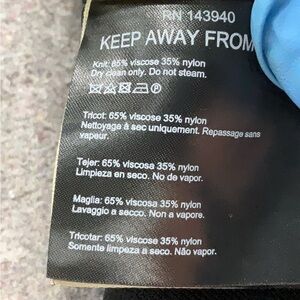 RN 143940
KEEP AWAY FROM
Knit: 65% viscose 35% nylon
Dry clean only. Do not steam.
Tricot: 65% viscose 35% nylon
Nettoyage à sec uniquement. Repassage sans
vapeur.
Tejer: 65% viscosa 35% nylon
Limpieza en seco. No de vapor.
Maglia: 65% viscosa 35% nylon
Lavaggio a secco. Non a vapore.
Tricotar: 65% viscose 35% nylon
Somente limpeza a seco. Não vapor.